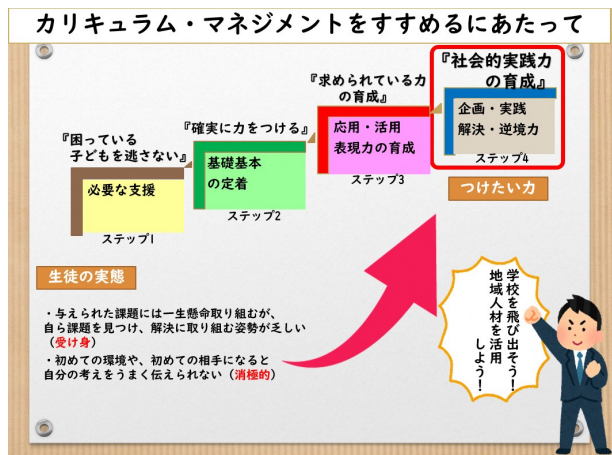 カリキュラム・マネジメントをすすめるにあたって
『困っている
子どもを逃さない』
必要な支援
ステップ1
『確実に力をつける』
基礎基本
の定着
ステップ2
『求められている力
の育成』
応用・活用
表現力の育成
ステップ3
『社会的実践力
の育成』
企画・実践
解決・逆境力
ステップ4
つけたい力
生徒の実態
・与えられた課題には一生懸命取り組むが、
自ら課題を見つけ、解決に取り組む姿勢が乏しい
（受け身）
・初めての環境や、初めての相手になると
自分の考えをうまく伝えられない（消極的）
学校を飛び出そう！
地域人材を活用
しよう！